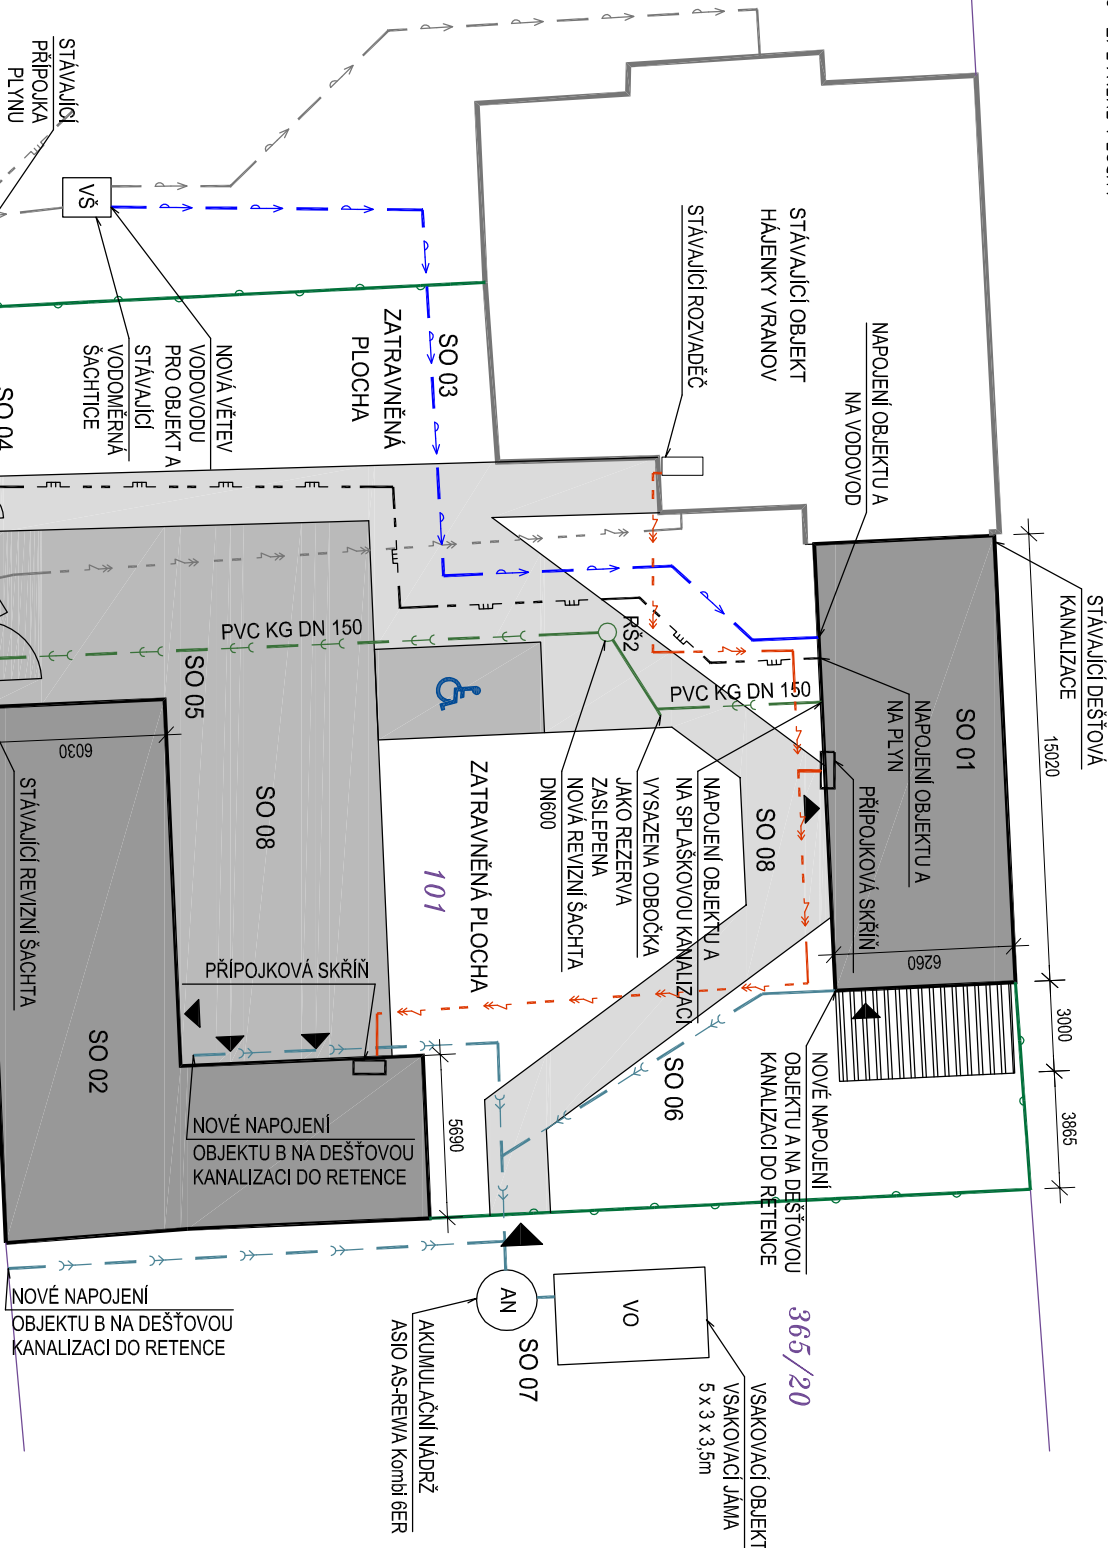 STÁVAJÍCÍ
PŘÍPOJKA
PLYNU
VŠ
NOVÁ VĚTEV
VODOVODU
PRO OBJEKT A
STÁVAJÍCÍ
VODOMĚRNÁ
ŠACHTICE
SO 04
SO 03
ZATRAVNĚNÁ
PLOCHA
STÁVAJÍCÍ OBJEKT
HÁJENKY VRANOV
STÁVAJÍCÍ ROZVADĚČ
NAPOJENÍ OBJEKTU A
NA VODOVOD
STÁVAJÍCÍ DEŠŤOVÁ
KANALIZACE
15020
SO 01
NAPOJENÍ OBJEKTU A
NA PLYN
PŘÍPOJKOVÁ SKŘÍŇ
6260
3000
3865
RŠ2
PVC KG DN 150
PVC KG DN 150
SO 05
SO 08
SO 08
NAPOJENÍ OBJEKTU A
NA SPLAŠKOVOU KANALIZACI
VYSAZENA ODBOČKA
JAKO REZERVA
ZASLEPENA
NOVÁ REVIZNÍ ŠACHTA
DN600
ZATRAVNĚNÁ PLOCHA
101
6030
STÁVAJÍCÍ REVIZNÍ ŠACHTA
SO 02
PŘÍPOJKOVÁ SKŘÍŇ
NOVÉ NAPOJENÍ
OBJEKTU B NA DEŠŤOVOU
KANALIZACI DO RETENCE
5690
SO 06
NOVÉ NAPOJENÍ
OBJEKTU A NA DEŠŤOVOU
KANALIZACI DO RETENCE
NOVÉ NAPOJENÍ
OBJEKTU B NA DEŠŤOVOU
KANALIZACI DO RETENCE
AN
SO 07
VO
AKUMULAČNÍ NÁDRŽ
ASIO AS-REWA Kombi 6ER
365/20
VSAKOVACÍ OBJEKT
VSAKOVACÍ JÁMA
5 x 3 x 3,5m